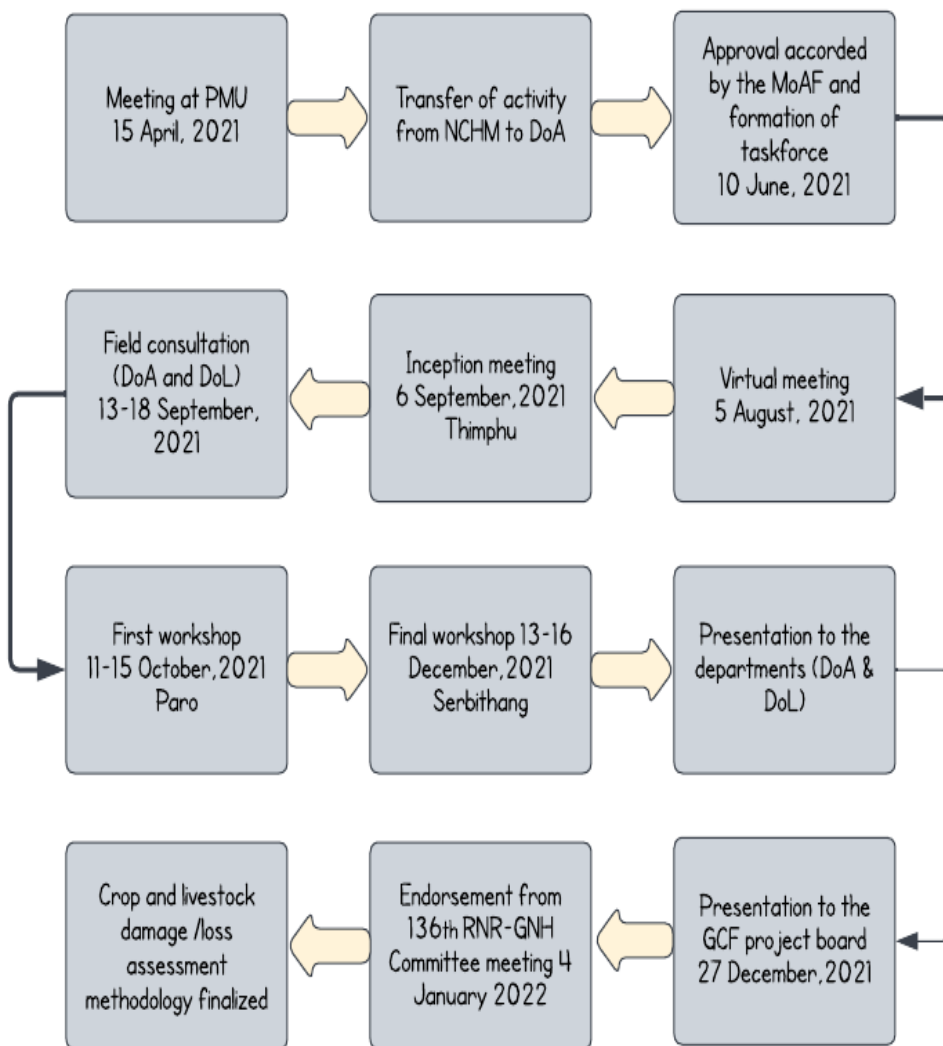 Meeting at PMU
15 April, 2021
Transfer of activity
from NCHM to DoA
Approval accorded
by the MoAF and
formation of
taskforce
10 June, 2021
Virtual meeting
5 August, 2021
Inception meeting
6 September,2021
Thimphu
Field consultation
(DoA and DoL)
13-18 September,
2021
First workshop
11-15 October,2021
Paro
Final workshop 13-16
December,2021
Serbithang
Presentation to the
departments (DoA &
DoL)
Presentation to the
GCF project board
27 December,2021
Endorsement from
136th RNR-GNH
Committee meeting 4
January 2022
Crop and livestock
damage /loss
assessment
methodology finalized